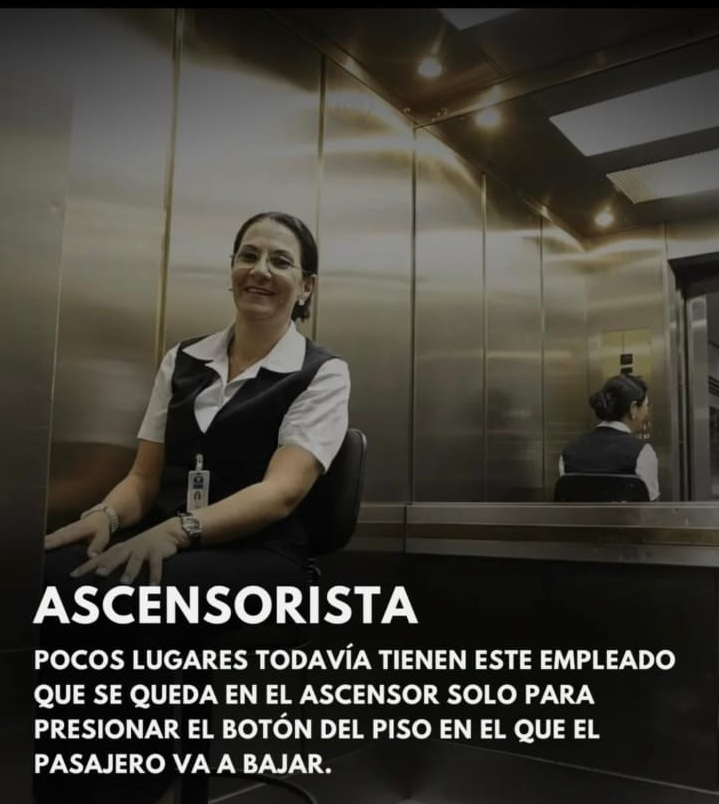 ASCENSORISTA
POCOS LUGARES TODAVÍA TIENEN ESTE EMPLEADO
QUE SE QUEDA EN EL ASCENSOR SOLO PARA
PRESIONAR EL BOTÓN DEL PISO EN EL QUE EL
PASAJERO VA A BAJAR.